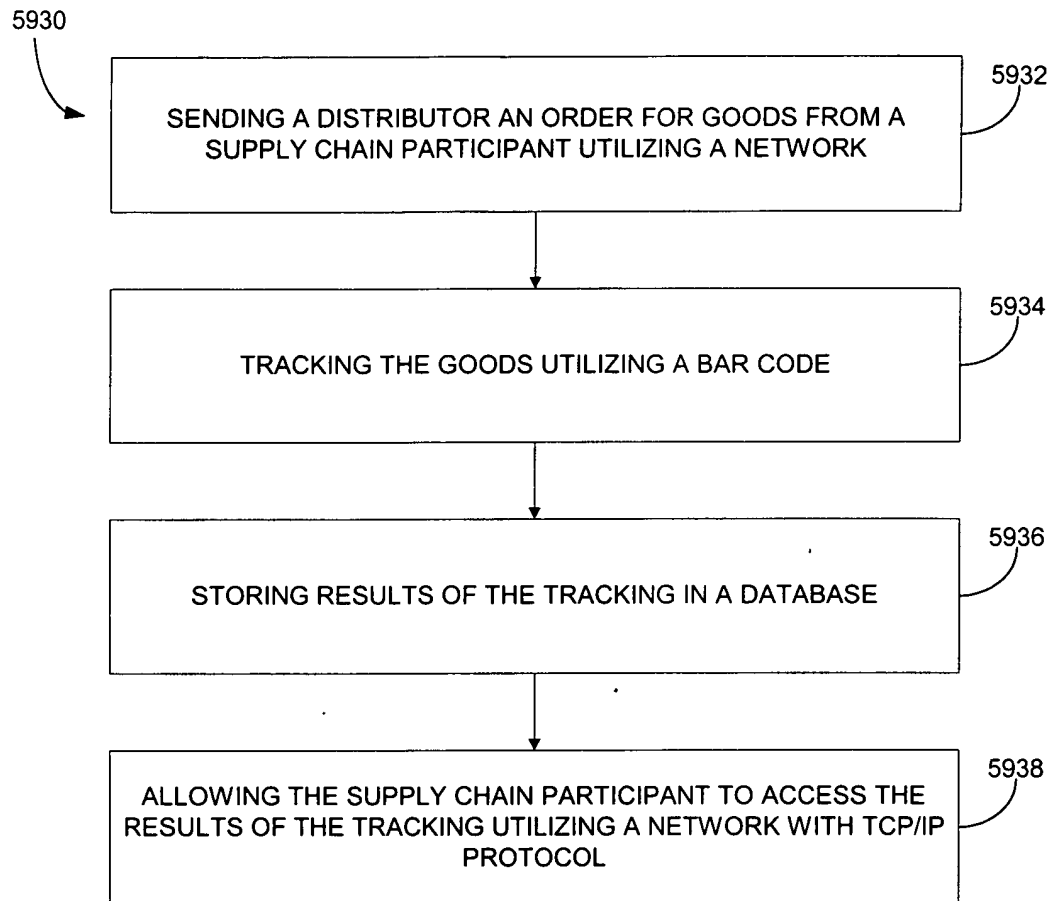 5930
5932
SENDING A DISTRIBUTOR AN ORDER FOR GOODS FROM A
SUPPLY CHAIN PARTICIPANT UTILIZING A NETWORK
5934
TRACKING THE GOODS UTILIZING A BAR CODE
5936
STORING RESULTS OF THE TRACKING IN A DATABASE
5938
ALLOWING THE SUPPLY CHAIN PARTICIPANT TO ACCESS THE
RESULTS OF THE TRACKING UTILIZING A NETWORK WITH TCP/IP
PROTOCOL